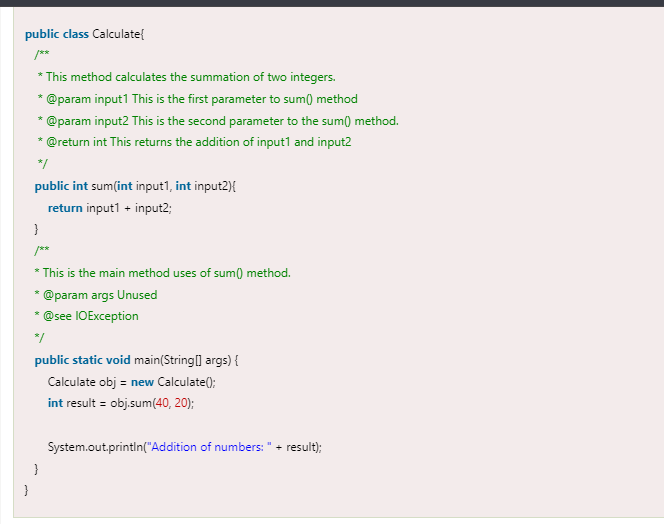 public class Calculate{
/**
* This method calculates the summation of two integers.
* @param input1 This is the first parameter to sum() method
* @param input2 This is the second parameter to the sum() method.
* @return int This returns the addition of input1 and input2
*/
public int sum(int input1, int input2){
return input1 + input2;
}
/**
* This is the main method uses of sum() method.
* @param args Unused
* @see IOException
*/
public static void main(String[] args) {
Calculate obj = new Calculate();
int result = obj.sum(40, 20);
System.out.println("Addition of numbers: " + result);
}
}